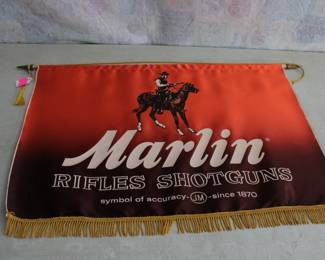 Marlin®
RIFLES SHOTGUNS
symbol of accuracy-JM-since 1870